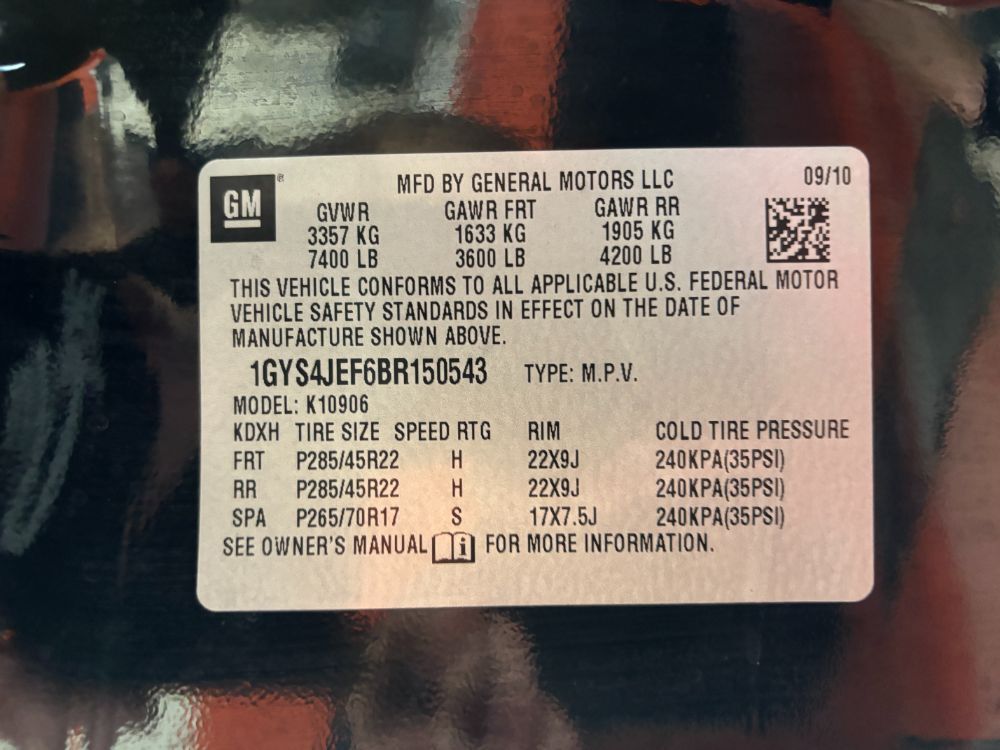 GM ® MFD BY GENERAL MOTORS LLC 09/10
GVWR GAWR FRT GAWR RR
3357 KG 1633 KG 1905 KG
7400 LB 3600 LB 4200 LB
THIS VEHICLE CONFORMS TO ALL APPLICABLE U.S. FEDERAL MOTOR
VEHICLE SAFETY STANDARDS IN EFFECT ON THE DATE OF
MANUFACTURE SHOWN ABOVE.
1GYS4JEF6BR150543 TYPE: M.P.V.
MODEL: K10906
KDXH TIRE SIZE SPEED RTG RIM COLD TIRE PRESSURE
FRT P285/45R22 H 22X9J 240KPA(35PSI)
RR P285/45R22 H 22X9J 240KPA(35PSI)
SPA P265/70R17 S 17X7.5J 240KPA(35PSI)
SEE OWNER'S MANUAL i FOR MORE INFORMATION.